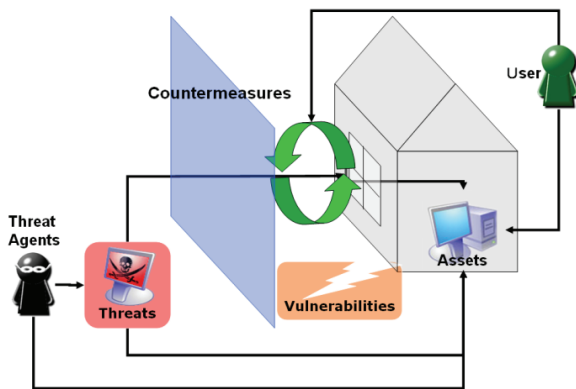 Countermeasures
User
Threat
Agents
Threats
Assets
Vulnerabilities